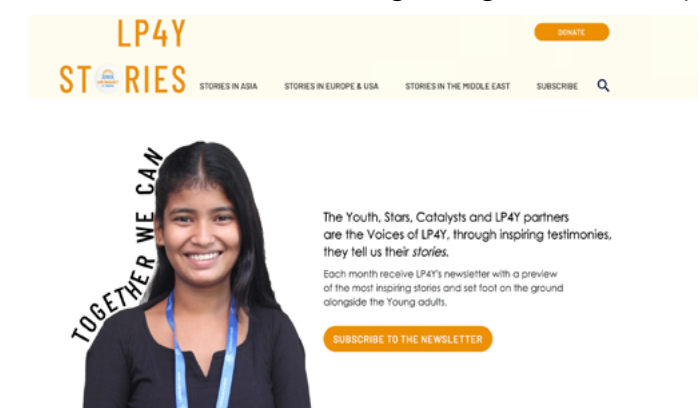 LP4Y
STORIES
DONATE
STORIES IN ASIA
STORIES IN EUROPE & USA
STORIES IN THE MIDDLE EAST
SUBSCRIBE
TOGETHER WE CAN
The Youth, Stars, Catalysts and LP4Y partners
are the Voices of LP4Y, through inspiring testimonies,
they tell us their stories.
Each month receive LP4Y's newsletter with a preview
of the most inspiring stories and set foot on the ground
alongside the Young adults.
SUBSCRIBE TO THE NEWSLETTER